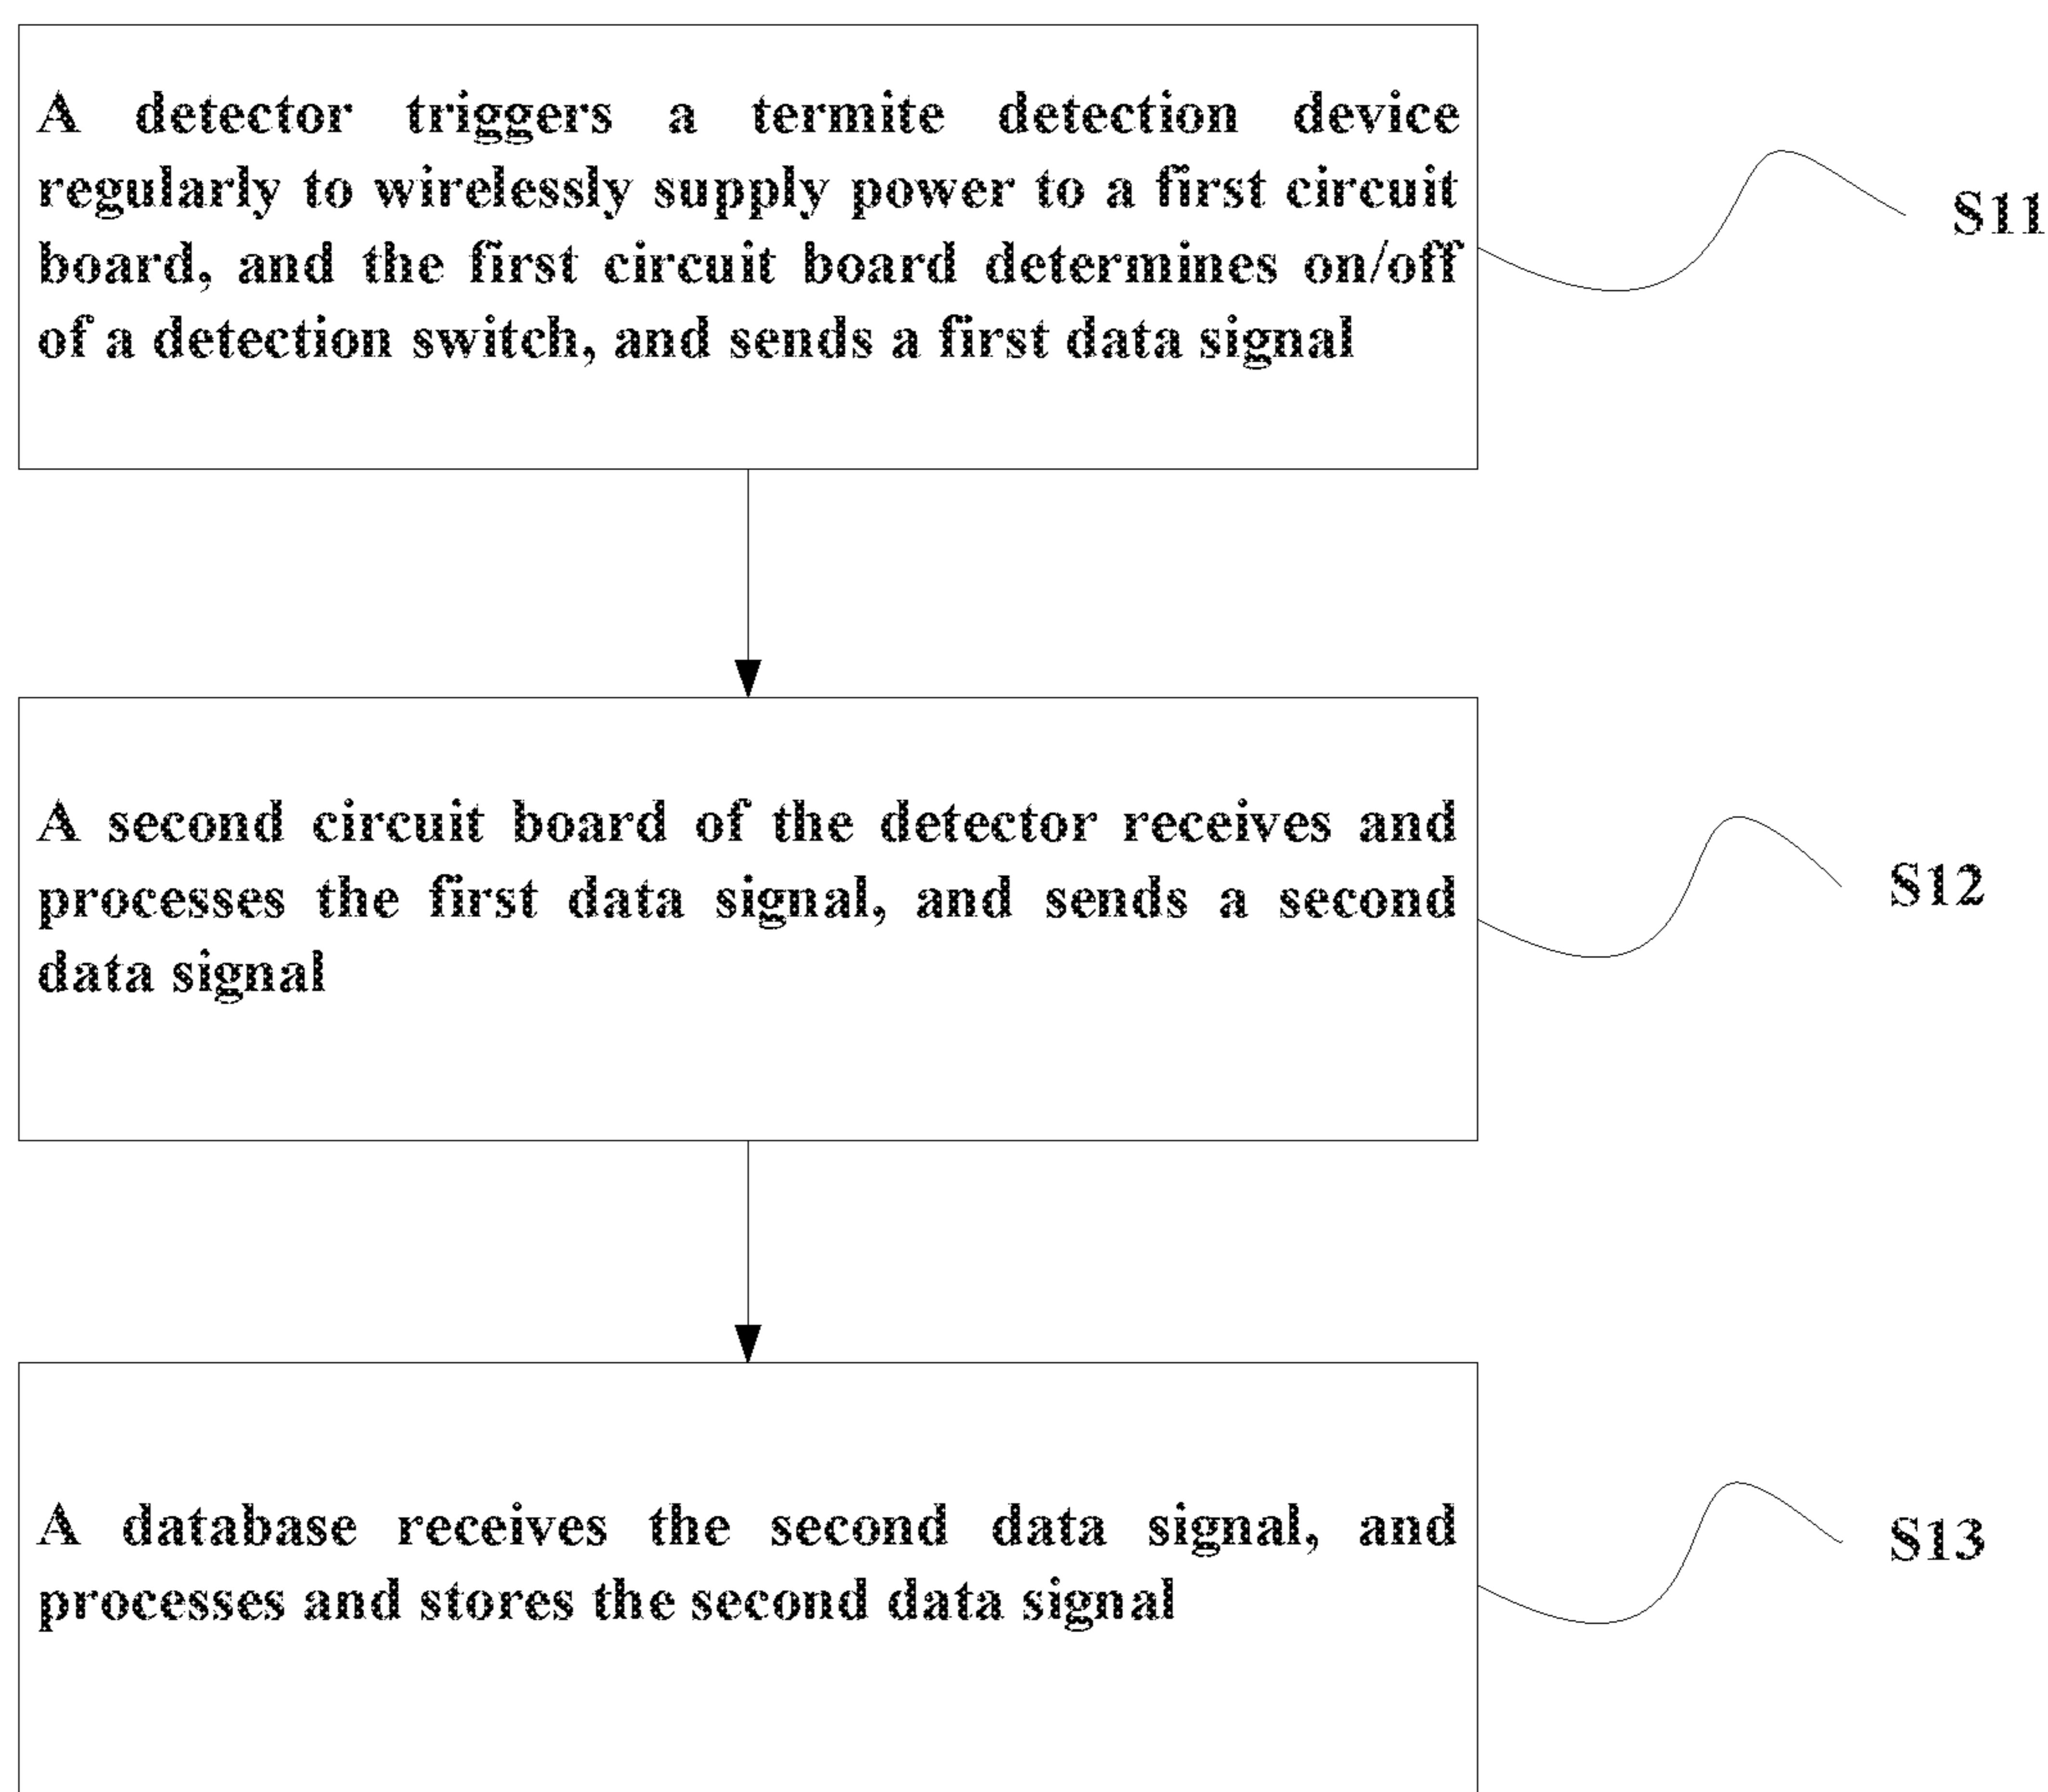 A detector triggers a termite detection device
regularly to wirelessly supply power to a first circuit
board, and the first circuit board determines on/off
of a detection switch, and sends a first data signal
S11
A second circuit board of the detector receives and
processes the first data signal, and sends a second
data signal
S12
A database receives the second data signal, and
processes and stores the second data signal
S13